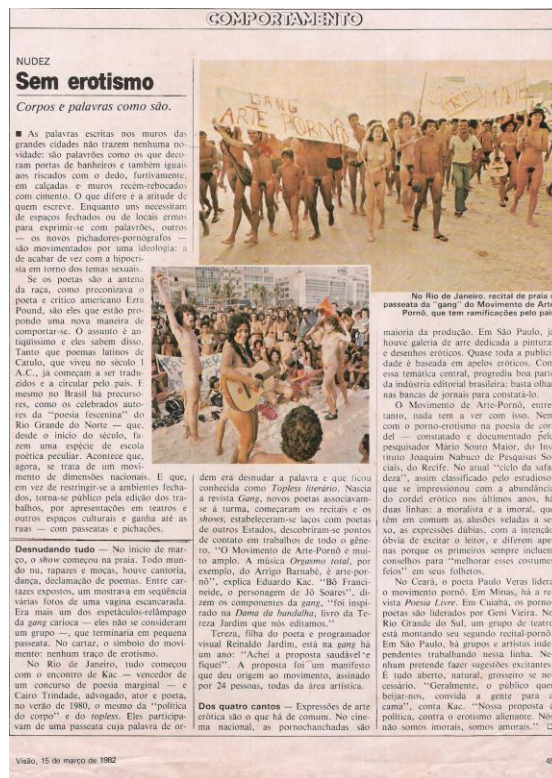 COMPORTAMENTO
NUDEZ
Sem erotismo
Corpos e palavras como são.
■ As palavras escritas nos muros das
grandes cidades não trazem nenhuma no-
vidade: são palavrões como os que deco-
ram portas de banheiros e também iguais
aos riscados com o dedo, furtivamente,
em calçadas e muros recém-rebocados
com cimento. O que difere é a atitude de
quem escreve. Enquanto uns necessitam
de espaços fechados ou de locais ermos
para exprimir-se com palavrões, outros
— os novos pichadores-pornógrafos —
são movimentados por uma ideologia: a
de acabar de vez com a hipocri-
sia em torno dos temas sexuais.
Se os poetas são a antena
da raça, como preconizava o
poeta e crítico americano Ezra
Pound, são eles que estão pro-
pondo uma nova maneira de
comportar-se. O assunto é an-
tiqüíssimo e eles sabem disso.
Tanto que poemas latinos de
Catulo, que viveu no século I
A.C., já começam a ser tradu-
zidos e a circular pelo país. E
mesmo no Brasil há precurso-
res, como os celebrados auto-
res da "poesia fescenina" do
Rio Grande do Norte — que,
desde o início do século, fa-
zem uma espécie de escola
poética peculiar. Acontece que,
agora, se trata de um movi-
mento de dimensões nacionais. E que,
em vez de restringir-se a ambientes fecha-
dos, torna-se público pela edição dos tra-
balhos, por apresentações em teatros e
outros espaços culturais e ganha até as
ruas — com passeatas e pichações.
Desnudando tudo — No início de mar-
ço, o show começou na praia. Todo mun-
do nu, rapazes e moças, houve cantoria,
dança, declamação de poemas. Entre car-
tazes expostos, um mostrava em seqüência
várias fotos de uma vagina escancarada.
Era mais um dos espetáculos-relâmpago
da gang carioca — eles não se consideram
um grupo —, que terminaria em pequena
passeata. No cartaz, o símbolo do movi-
mento: nenhum traço de erotismo.
No Rio de Janeiro, tudo começou
com o encontro de Kac — vencedor de
um concurso de poesia marginal — e
Cairo Trindade, advogado, ator e poeta,
no verão de 1980, o mesmo da "política
do corpo" e do topless. Eles participa-
vam de uma passeata cuja palavra de or-
GANG
ARTE PORNÔ
No Rio de Janeiro, recital de praia e
passeata da "gang" do Movimento de Arte-
Pornô, que tem ramificações pelo país
dem era desnudar a palavra e que ficou
conhecida como Topless literário. Nascia
a revista Gang, novos poetas associavam-
se à turma, começaram os recitais e os
shows, estabeleceram-se laços com poetas
de outros Estados, descobriram-se pontos
de contato em trabalhos de todo o gêne-
ro. "O Movimento de Arte-Pornô é mui-
to amplo. A música Orgasmo total, por
exemplo, do Arrigo Barnabé, é arte-por-
nô", explica Eduardo Kac. "Bô Franci-
neide, o personagem de Jô Soares", di-
zem os componentes da gang, "foi inspi-
rado na Dama de bandalha, livro da Te-
reza Jardim que nós editamos."
Tereza, filha do poeta e programador
visual Reinaldo Jardim, está na gang há
um ano: "Achei a proposta saudável e
fiquei". A proposta foi um manifesto
que deu origem ao movimento, assinado
por 24 pessoas, todas da área artística.
Dos quatro cantos — Expressões de arte
erótica são o que há de comum. No cine-
ma nacional, as pornochanchadas são
maioria da produção. Em São Paulo, já
houve galeria de arte dedicada a pinturas
e desenhos eróticos. Quase toda a publici-
dade é baseada em apelos eróticos. Com
essa temática central, progrediu boa parte
da indústria editorial brasileira: basta olhar
nas bancas de jornais para constatá-lo.
O Movimento de Arte-Pornô, entre-
tanto, nada tem a ver com isso. Nem
com o porno-erotismo na poesia de cor-
del — constatado e documentado pelo
pesquisador Mário Souto Maior, do Ins-
tituto Joaquim Nabuco de Pesquisas So-
ciais, do Recife. No atual "ciclo da safa-
deza", assim classificado pelo estudioso
que se impressionou com a abundância
do cordel erótico nos últimos anos, há
duas linhas: a moralista e a imoral, que
têm em comum as alusões veladas a se-
xo, as expressões dúbias, com a intenção
óbvia de excitar o leitor, e diferem ape-
nas porque os primeiros sempre incluem
conselhos para "melhorar esses costumes
feios" em seus folhetos.
No Ceará, o poeta Paulo Veras lidera
o movimento pornô. Em Minas, há a re-
vista Poesia Livre. Em Cuiabá, os porno-
poetas são liderados por Geni Vieira. No
Rio Grande do Sul, um grupo de teatro
está montando seu segundo recital-pornô.
Em São Paulo, há grupos e artistas inde-
pendentes trabalhando nessa linha. Ne-
nhum pretende fazer sugestões excitantes.
É tudo aberto, natural, grosseiro se ne-
cessário. "Geralmente, o público quer
beijar-nos, convida a gente para a
cama", conta Kac. "Nossa proposta é
política, contra o erotismo alienante. Nós
não somos imorais, somos amorais." □
Visão, 15 de março de 1982